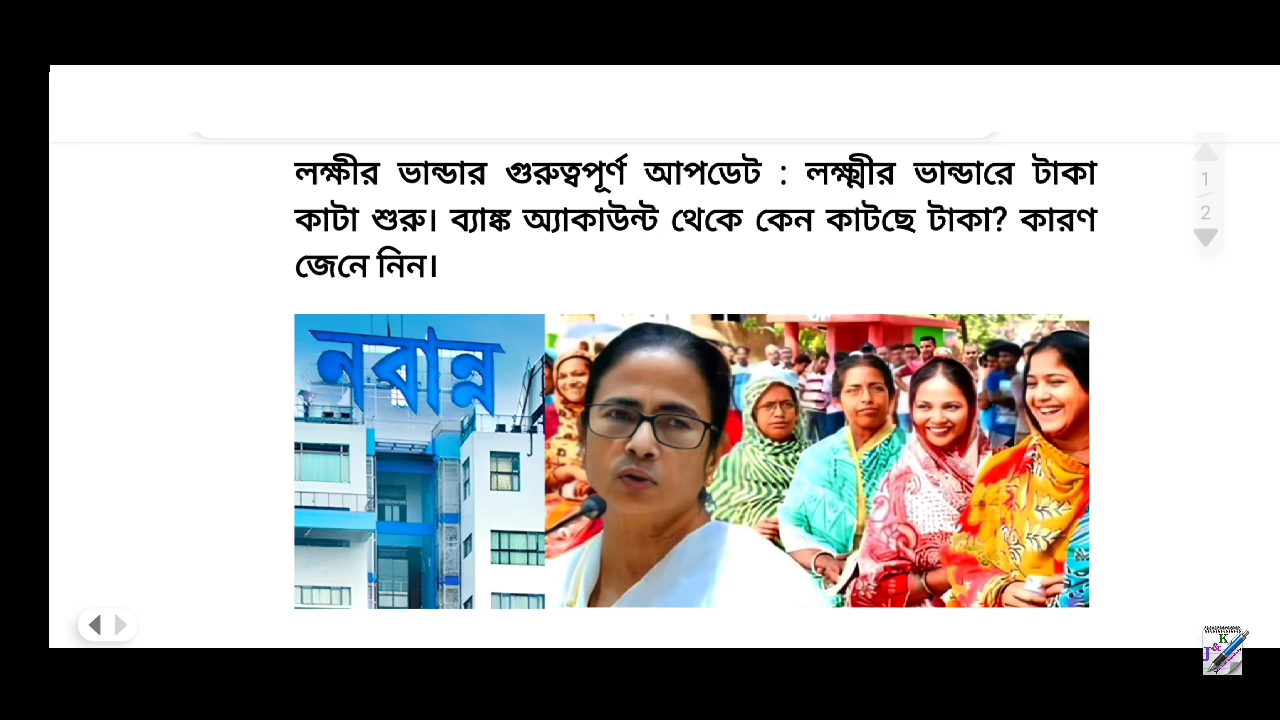 লক্ষীর ভান্ডার গুরুত্বপূর্ণ আপডেট : লক্ষ্মীর ভান্ডারে টাকা
কাটা শুরু। ব্যাঙ্ক অ্যাকাউন্ট থেকে কেন কাটছে টাকা? কারণ
জেনে নিন।
নবান্ন
1
2
J&K